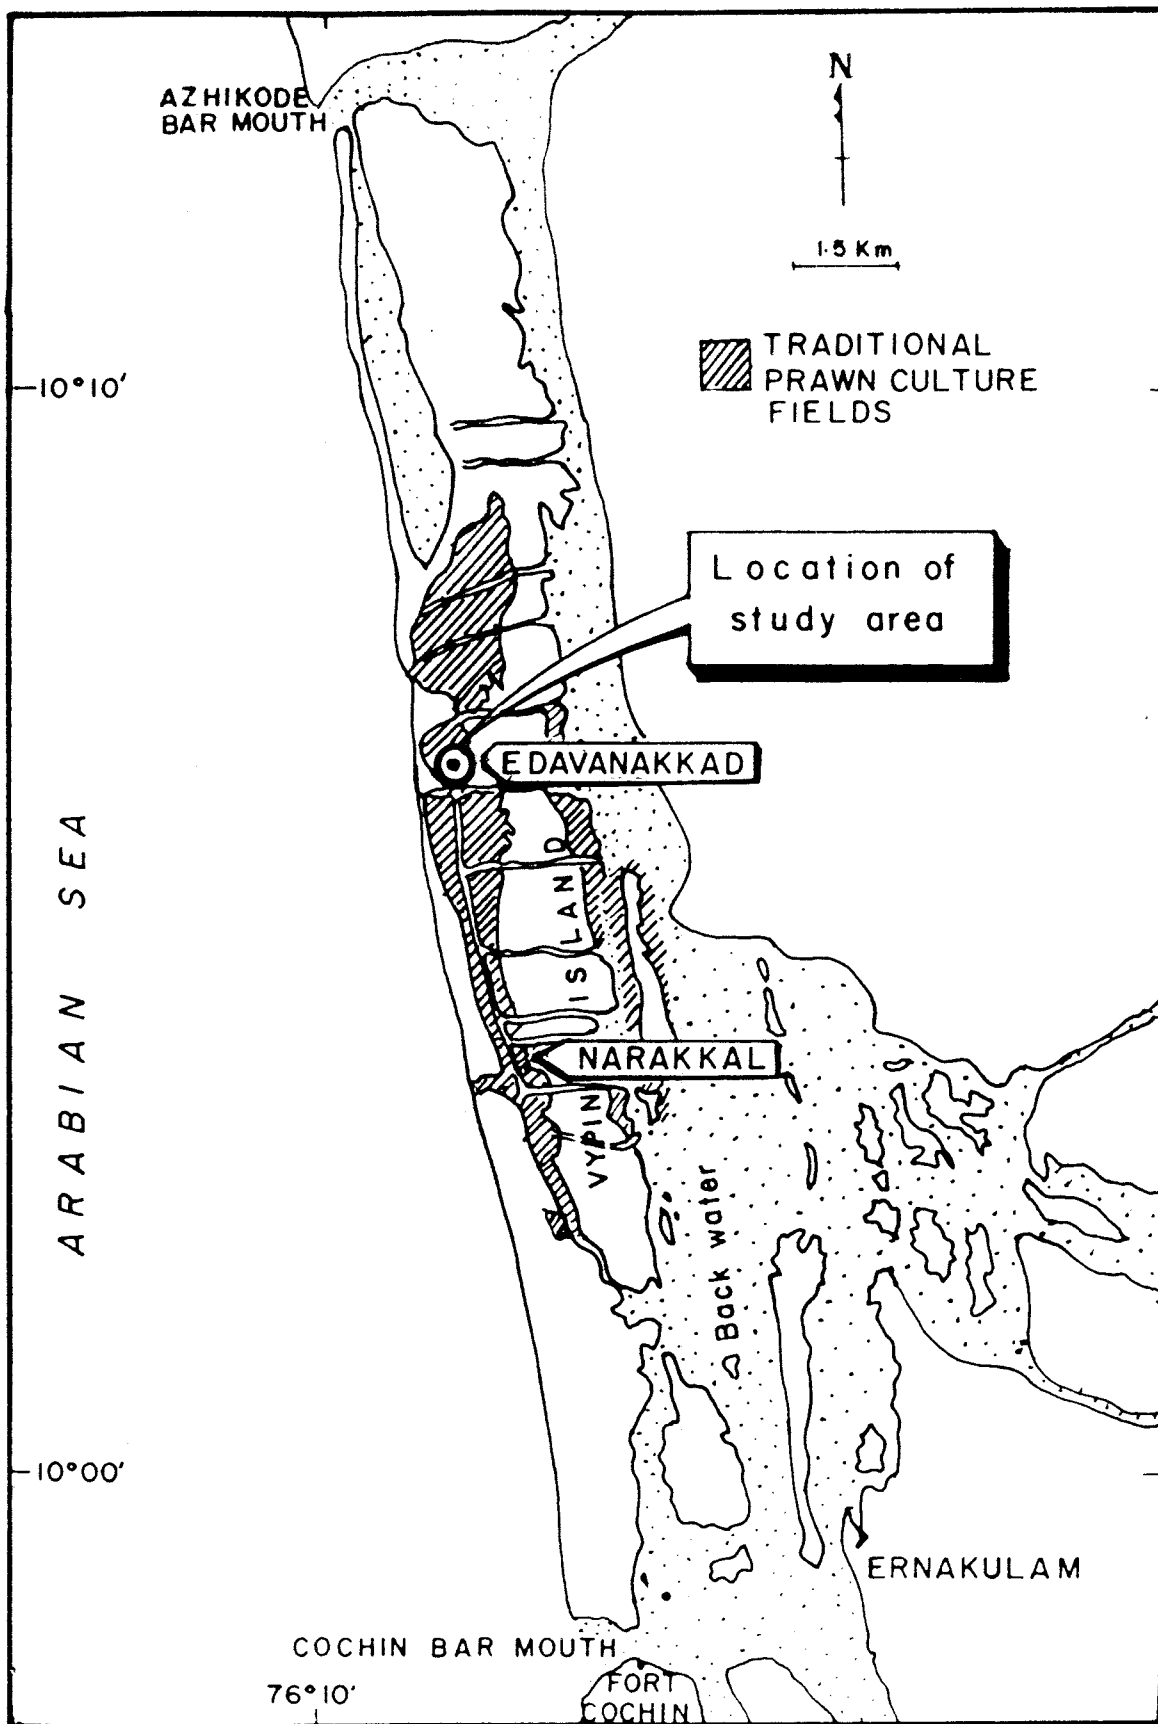 AZHIKODE
BAR MOUTH
N
1·5 Km
TRADITIONAL
PRAWN CULTURE
FIELDS
10°10'
Location of
study area
EDAVANAKKAD
ARABIAN SEA
VYPIN ISLAND
NARAKKAL
Back water
10°00'
ERNAKULAM
COCHIN BAR MOUTH
76°10'
FORT
COCHIN